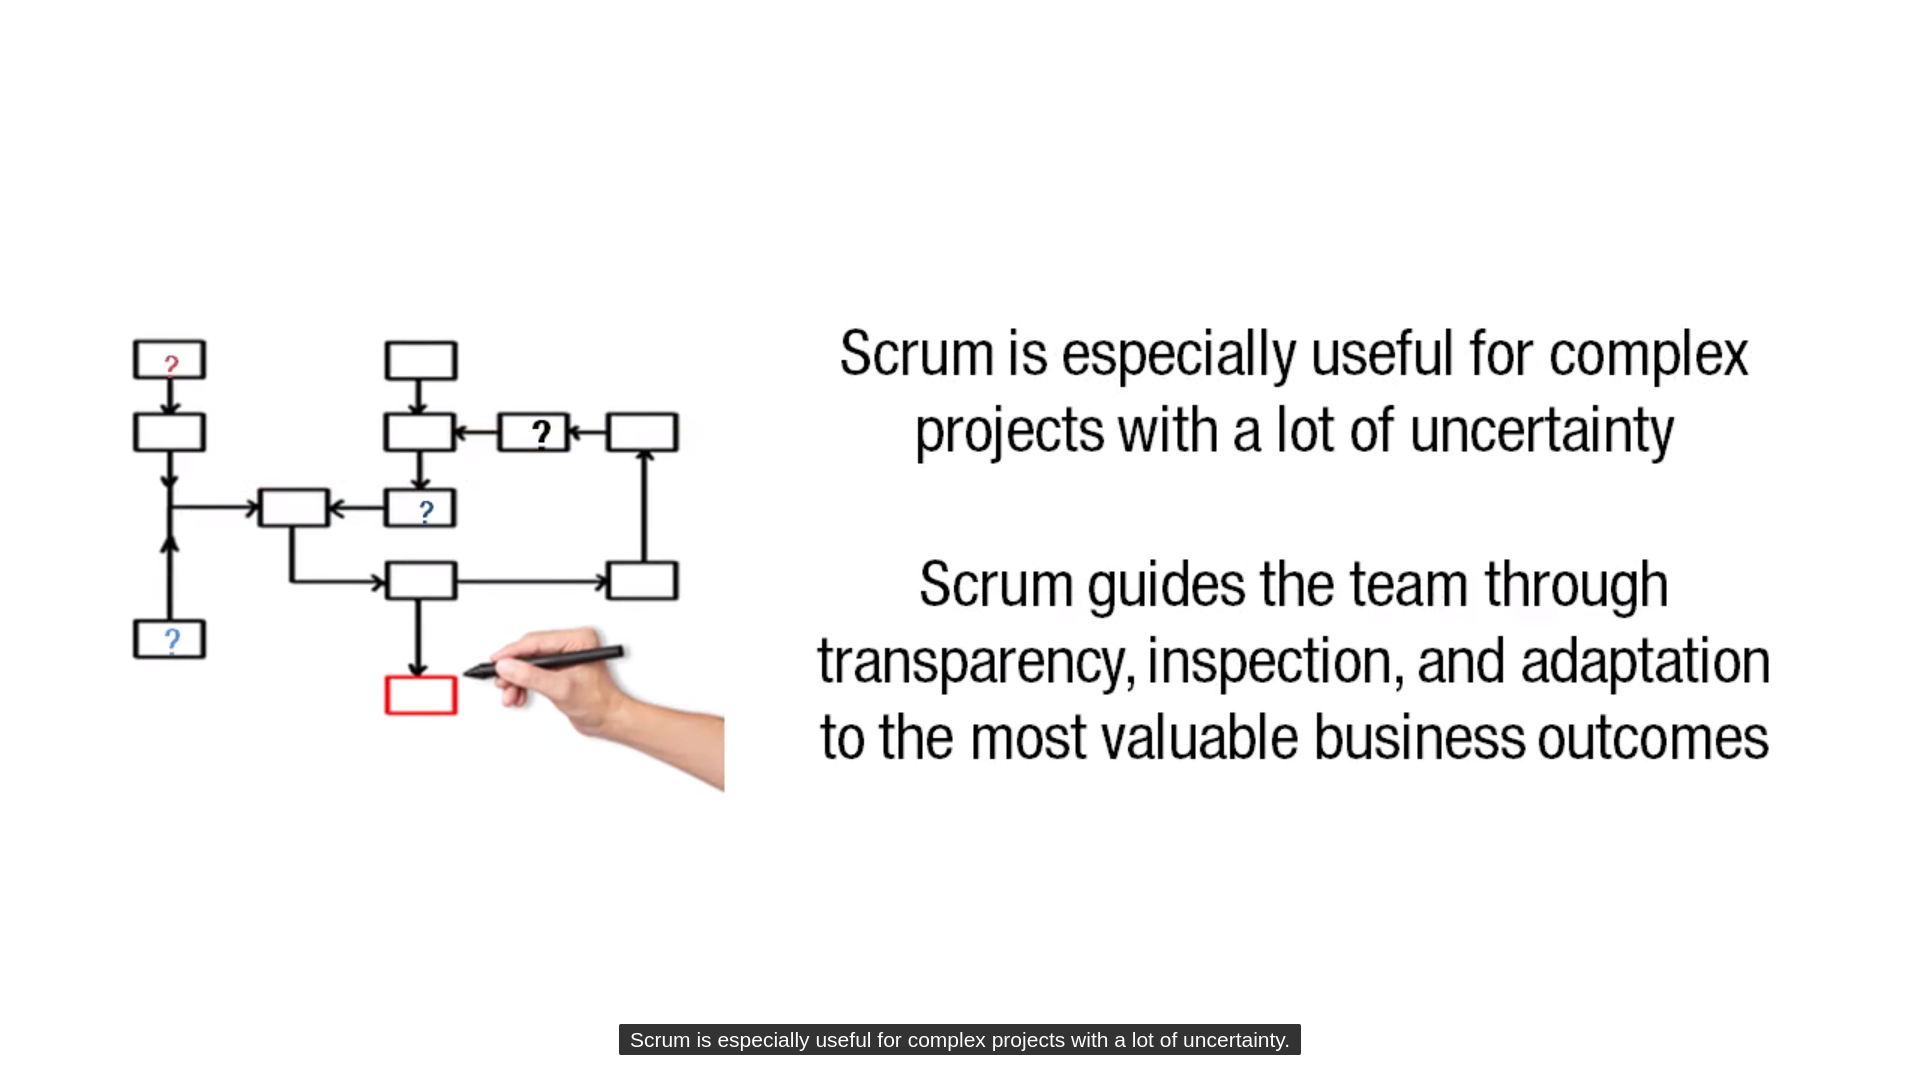 ?
?
?
?
Scrum is especially useful for complex
projects with a lot of uncertainty
Scrum guides the team through
transparency, inspection, and adaptation
to the most valuable business outcomes
Scrum is especially useful for complex projects with a lot of uncertainty.